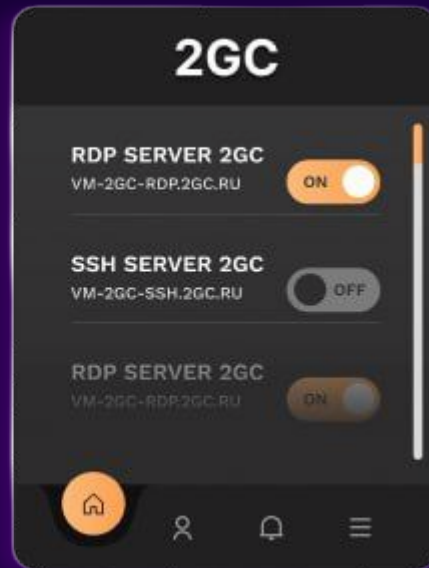 2GC
RDP SERVER 2GC
VM-2GC-RDP.2GC.RU
ON
SSH SERVER 2GC
VM-2GC-SSH.2GC.RU
OFF
RDP SERVER 2GC
VM-2GC-RDP.2GC.RU
ON